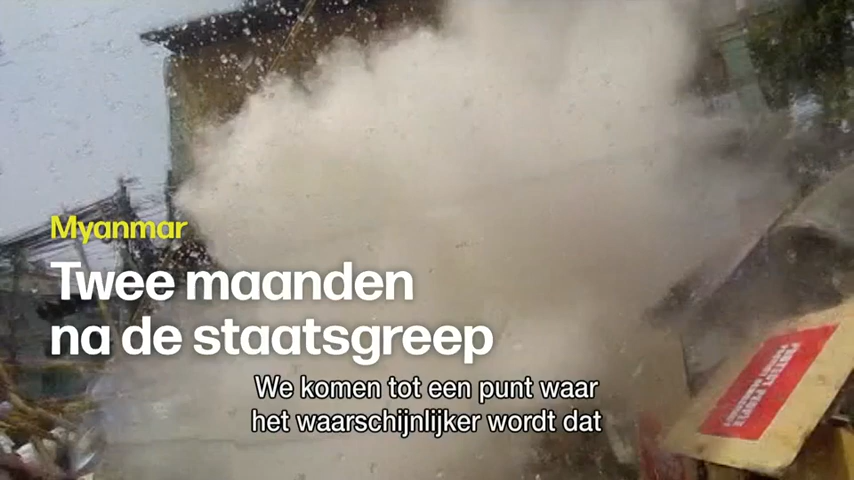 Myanmar
Twee maanden
na de staatsgreep
We komen tot een punt waar
het waarschijnlijker wordt dat